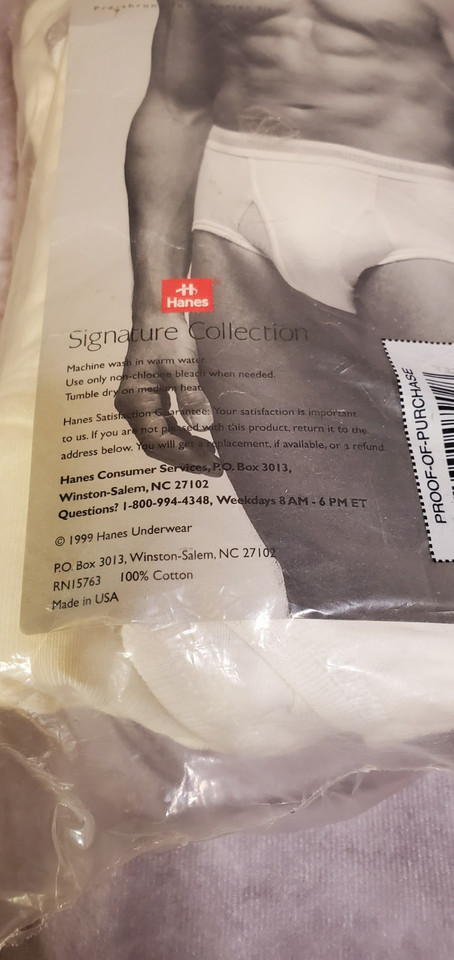 Hanes
Signature Collection
Machine wash in warm water.
Use only non-chlorine bleach when needed.
Tumble dry on medium heat.
Hanes Satisfaction Guarantee: Your satisfaction is important
to us. If you are not pleased with this product, return it to the
address below. You will get a replacement, if available, or a refund.
Hanes Consumer Services, P.O. Box 3013,
Winston-Salem, NC 27102
Questions? 1-800-994-4348, Weekdays 8 AM - 6 PM ET
© 1999 Hanes Underwear
P.O. Box 3013, Winston-Salem, NC 27102
RN15763 100% Cotton
Made in USA
PROOF-OF-PURCHASE